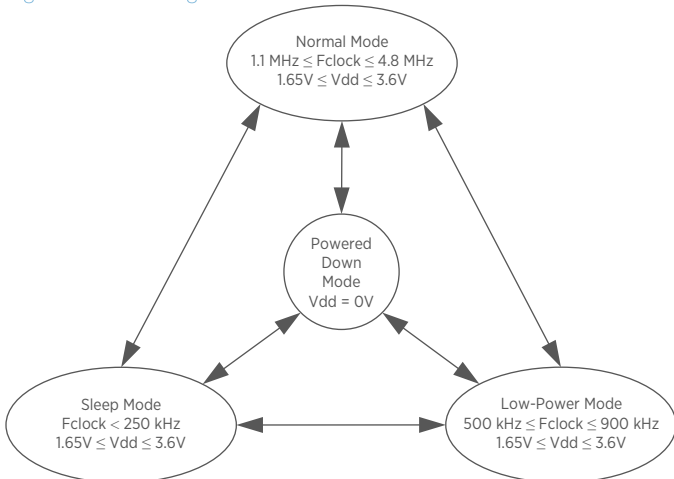 Normal Mode
1.1 MHz ≤ Fclock ≤ 4.8 MHz
1.65V ≤ Vdd ≤ 3.6V
Powered
Down
Mode
Vdd = 0V
Sleep Mode
Fclock < 250 kHz
1.65V ≤ Vdd ≤ 3.6V
Low-Power Mode
500 kHz ≤ Fclock ≤ 900 kHz
1.65V ≤ Vdd ≤ 3.6V